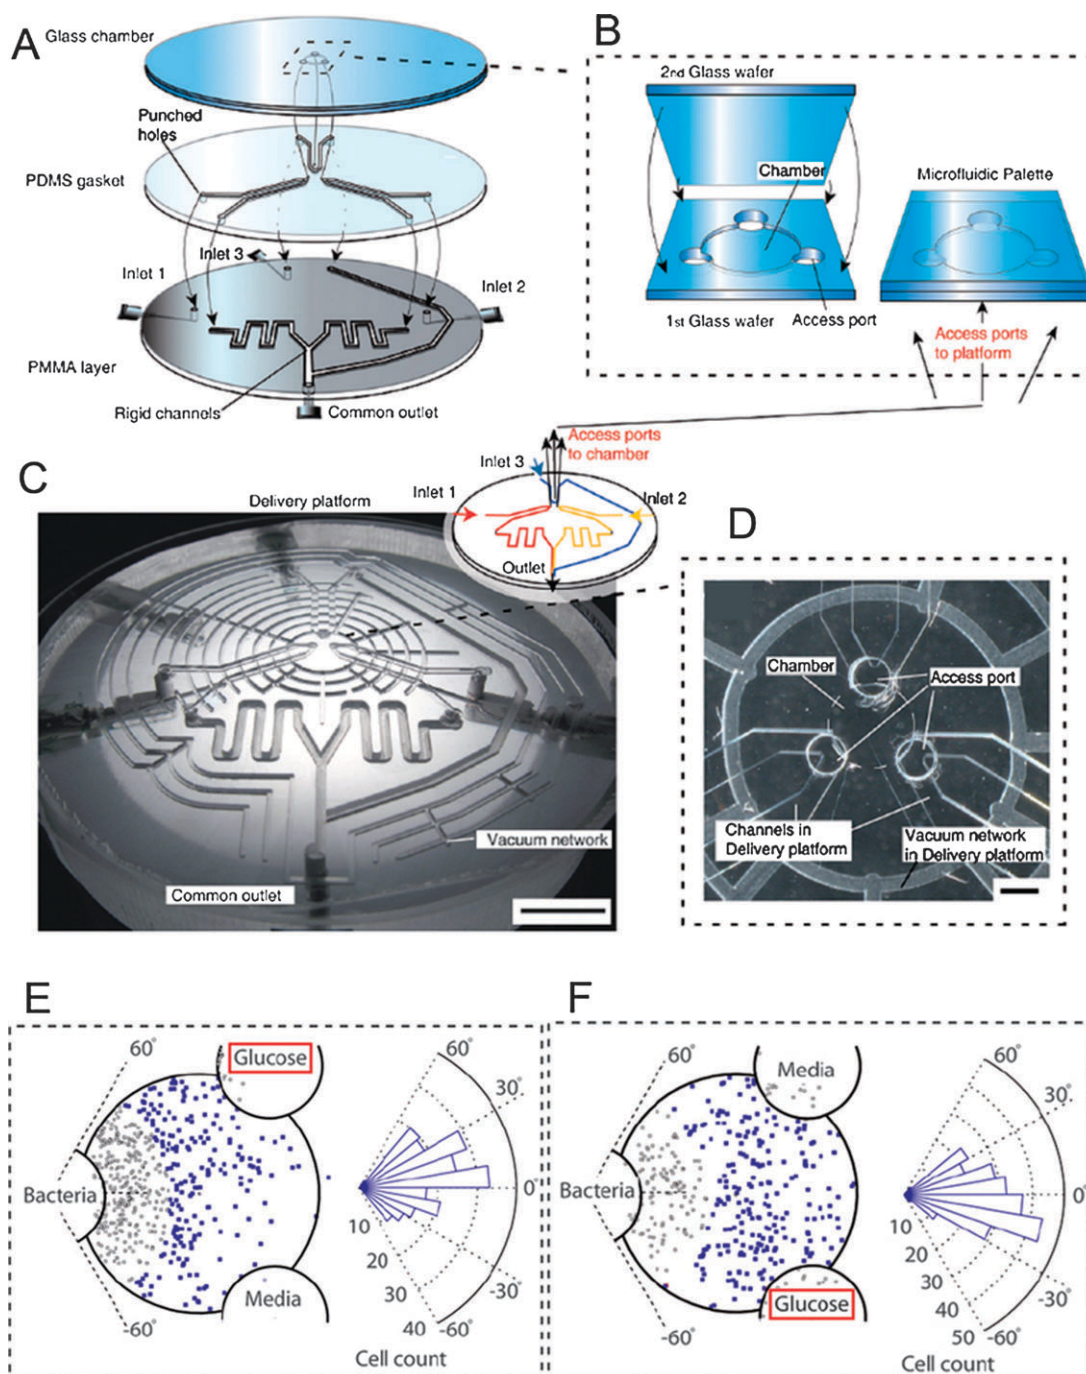 A
Glass chamber
Punched
holes
PDMS gasket
Inlet 3
Inlet 1
Inlet 2
PMMA layer
Rigid channels
Common outlet
B
2nd Glass wafer
Chamber
Microfluidic Palette
1st Glass wafer
Access port
Access ports
to platform
C
Access ports
to chamber
Inlet 3
Delivery platform
Inlet 1
Inlet 2
Outlet
Vacuum network
Common outlet
D
Chamber
Access port
Channels in
Delivery platform
Vacuum network
in Delivery platform
E
60°
Glucose
Bacteria
Media
-60°
60°
30°
0°
10
20
30
40
-30°
-60°
Cell count
F
60°
Media
Bacteria
Glucose
-60°
60°
30°
0°
10
20
30
40
50
-30°
-60°
Cell count